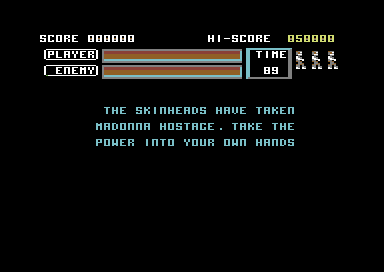 SCORE 000000 HI-SCORE 050000
PLAYER TIME
ENEMY 89
THE SKINHEADS HAVE TAKEN
MADONNA HOSTAGE. TAKE THE
POWER INTO YOUR OWN HANDS